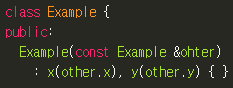 class Example {
public:
  Example(const Example &ohter)
    : x(other.x), y(other.y) { }